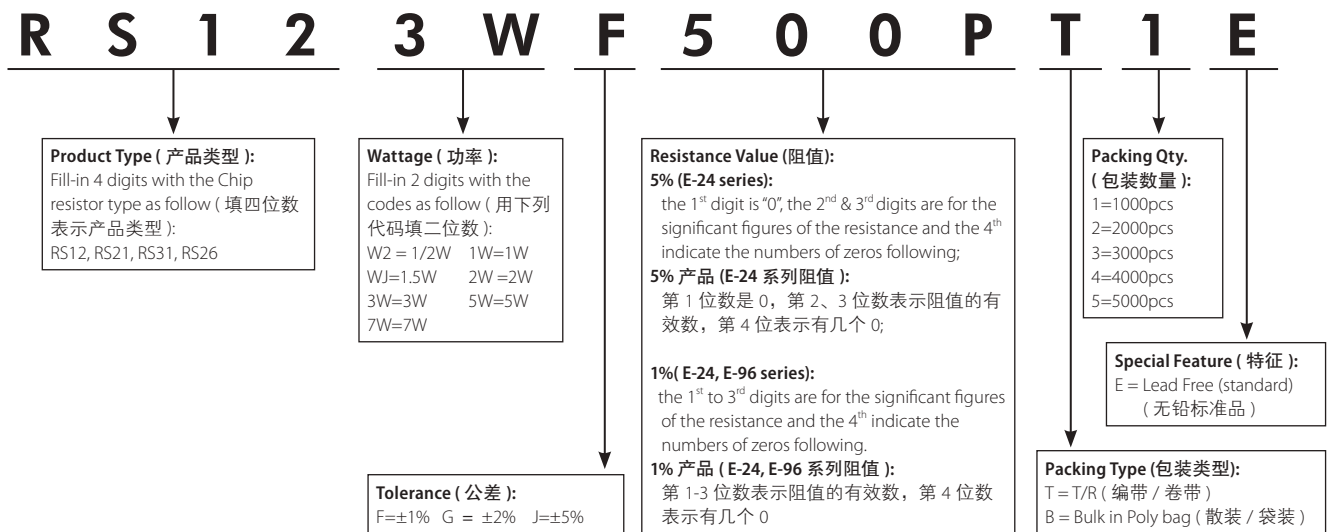 R S 1 2 3 W F 5 0 0 P T 1 E
Product Type ( 产品类型 ):
Fill-in 4 digits with the Chip
resistor type as follow ( 填四位数
表示产品类型 ):
RS12, RS21, RS31, RS26
Wattage ( 功率 ):
Fill-in 2 digits with the
codes as follow ( 用下列
代码填二位数 ):
W2 = 1/2W 1W=1W
WJ=1.5W 2W =2W
3W=3W 5W=5W
7W=7W
Tolerance ( 公差 ):
F=±1% G = ±2% J=±5%
Resistance Value (阻值):
5% (E-24 series):
the 1st digit is “0”, the 2nd & 3rd digits are for the
significant figures of the resistance and the 4th
indicate the numbers of zeros following;
5% 产品 (E-24 系列阻值 ):
第 1 位数是 0，第 2、3 位数表示阻值的有
效数，第 4 位表示有几个 0;
1%( E-24, E-96 series):
the 1st to 3rd digits are for the significant figures
of the resistance and the 4th indicate the
numbers of zeros following.
1% 产品 ( E-24, E-96 系列阻值 ):
第 1-3 位数表示阻值的有效数，第 4 位数
表示有几个 0
Packing Qty.
( 包装数量 ):
1=1000pcs
2=2000pcs
3=3000pcs
4=4000pcs
5=5000pcs
Special Feature ( 特征 ):
E = Lead Free (standard)
( 无铅标准品 )
Packing Type (包装类型):
T = T/R ( 编带 / 卷带 )
B = Bulk in Poly bag ( 散装 / 袋装 )